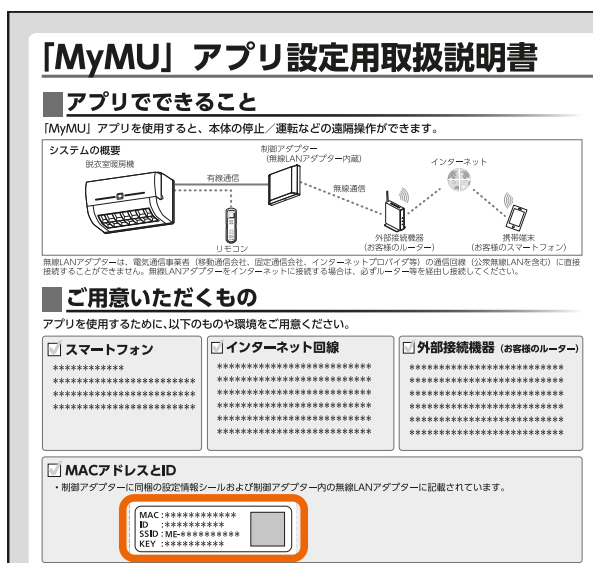 「MyMU」アプリ設定用取扱説明書
アプリでできること
「MyMU」アプリを使用すると、本体の停止／運転などの遠隔操作ができます。
システムの概要
脱衣室暖房機
有線通信
リモコン
制御アダプター
(無線LANアダプター内蔵)
無線通信
外部接続機器
(お客様のルーター)
インターネット
携帯端末
(お客様のスマートフォン)
無線LANアダプターは、電気通信事業者（移動通信会社、固定通信会社、インターネットプロバイダ等）の通信回線（公衆無線LANを含む）に直接
接続することができません。無線LANアダプターをインターネットに接続する場合は、必ずルーター等を経由し接続してください。
ご用意いただくもの
アプリを使用するために、以下のものや環境をご用意ください。
スマートフォン
***********
**********************
**********************
**********************
インターネット回線
************************
************************
************************
************************
************************
************************
外部接続機器 (お客様のルーター)
************************
************************
************************
************************
************************
************************
MACアドレスとID
・制御アダプターに同梱の設定情報シールおよび制御アダプター内の無線LANアダプターに記載されています。
MAC :************
ID :**********
SSID : ME-**********
KEY :**********